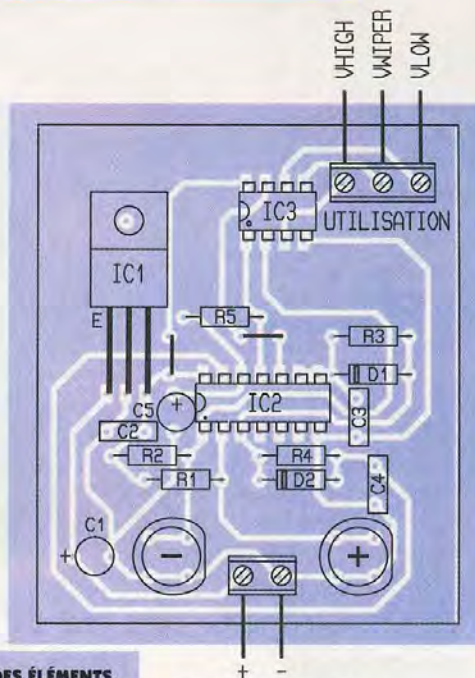 VHIGH
VWIPER
VLOW
IC3
UTILISATION
IC1
E
R5
R3
D1
IC2
C5
C3
C2
R2
R4
R1
D2
C4
C1
+
-
+
+
+ -
DES ÉLÉMENTS